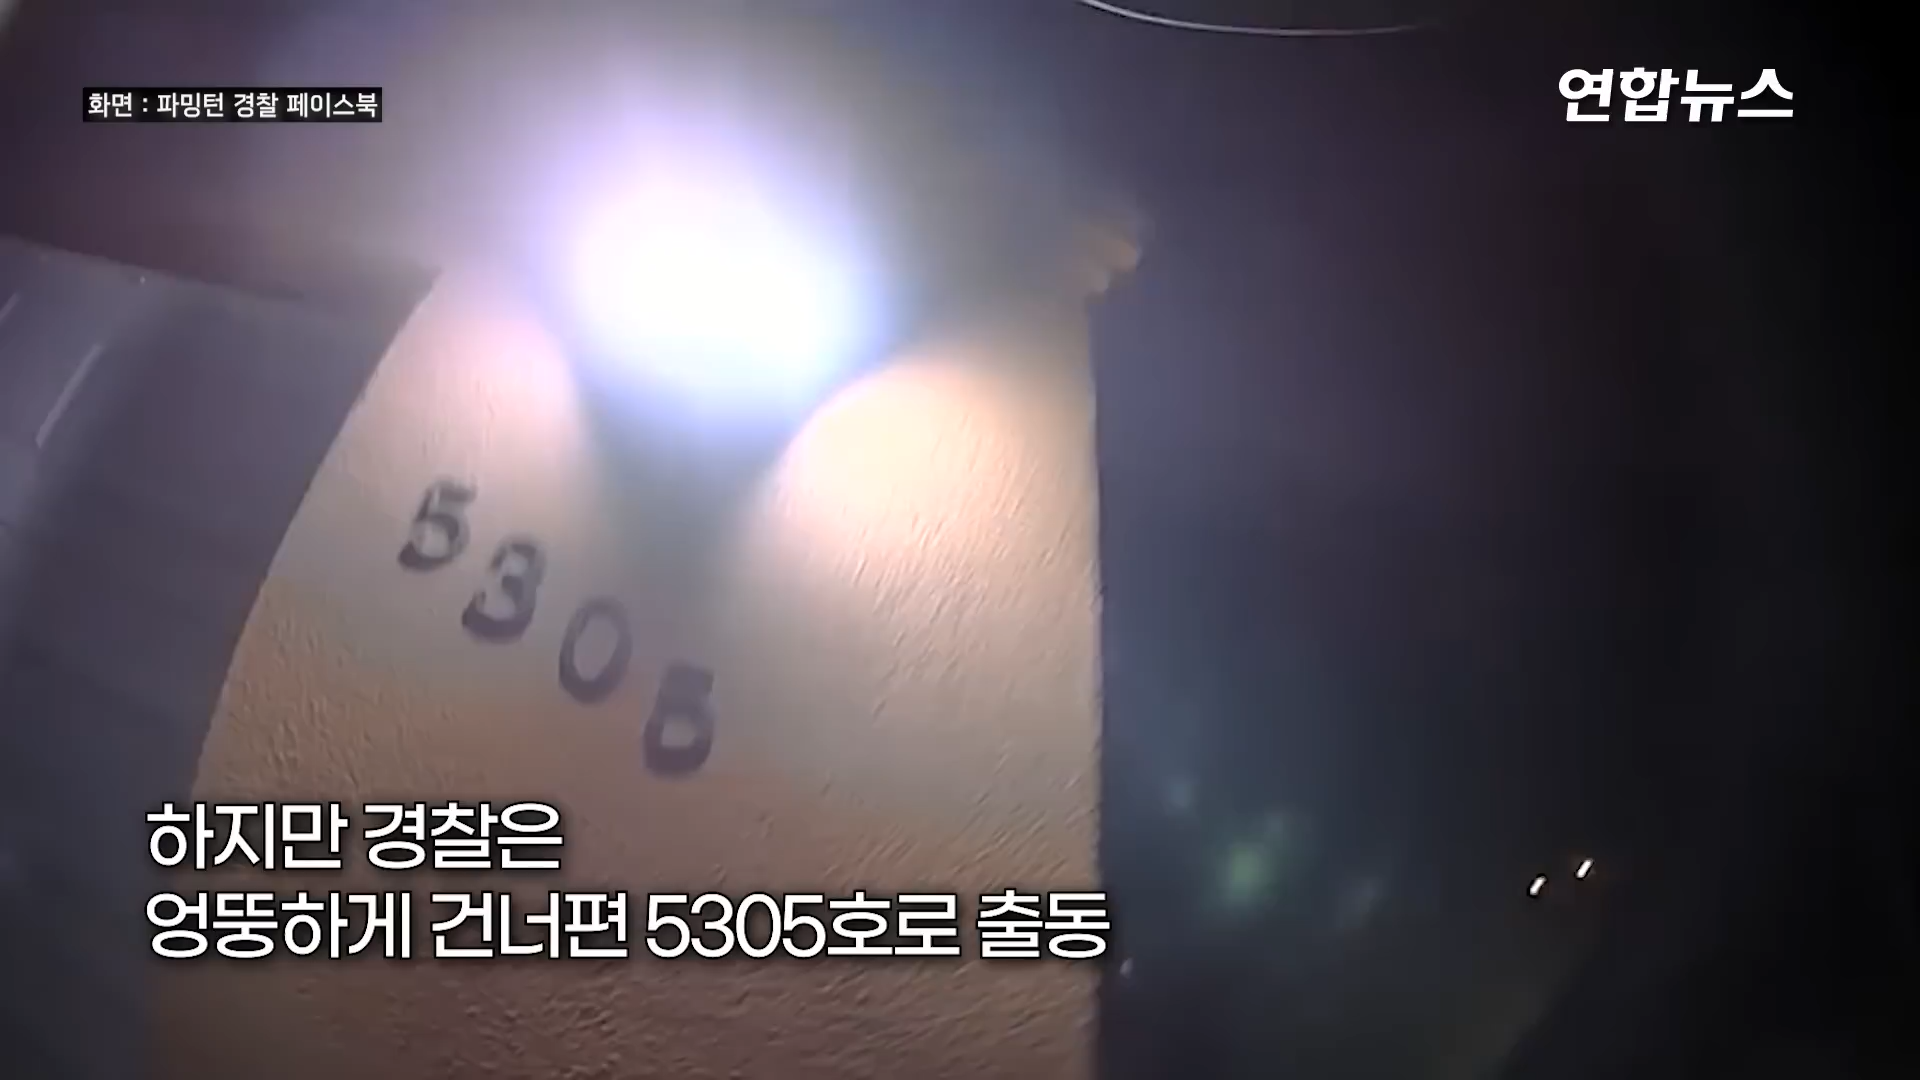 화면 : 파밍턴 경찰 페이스북
연합뉴스
5305
하지만 경찰은
엉뚱하게 건너편 5305호로 출동